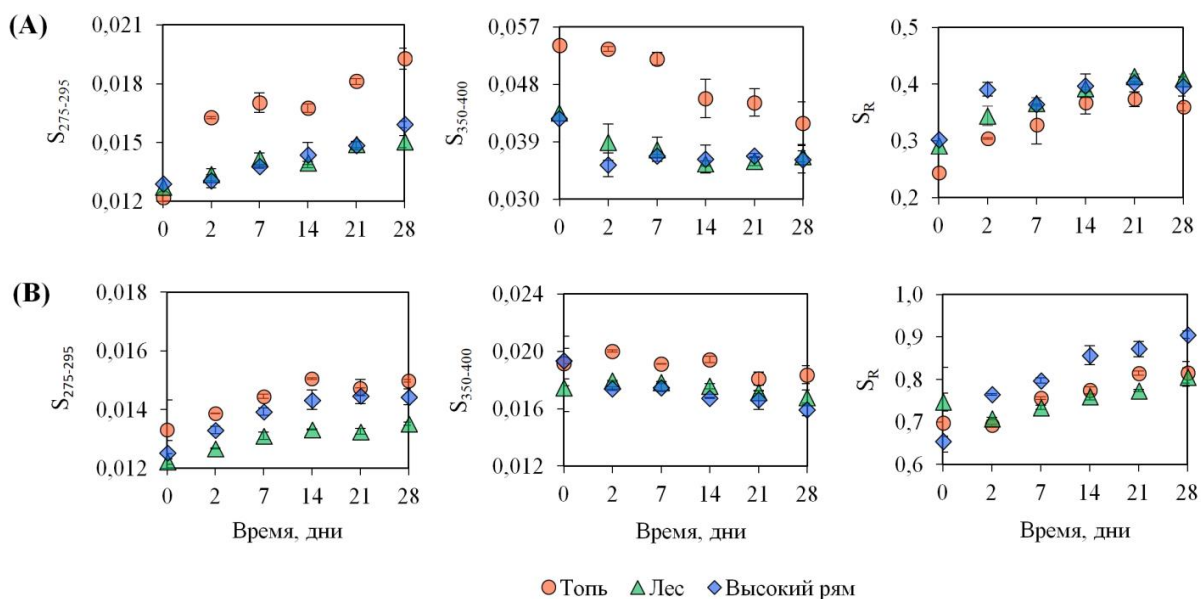 (A)
S275-295
0,021
0,018
0,015
0,012
0 2 7 14 21 28
S350-400
0,057
0,048
0,039
0,030
0 2 7 14 21 28
SR
0,5
0,4
0,3
0,2
0 2 7 14 21 28
(B)
S275-295
0,018
0,016
0,014
0,012
0 2 7 14 21 28
Время, дни
S350-400
0,024
0,020
0,016
0,012
0 2 7 14 21 28
Время, дни
SR
1,0
0,9
0,8
0,7
0,6
0 2 7 14 21 28
Время, дни
Топь Лес Высокий рям